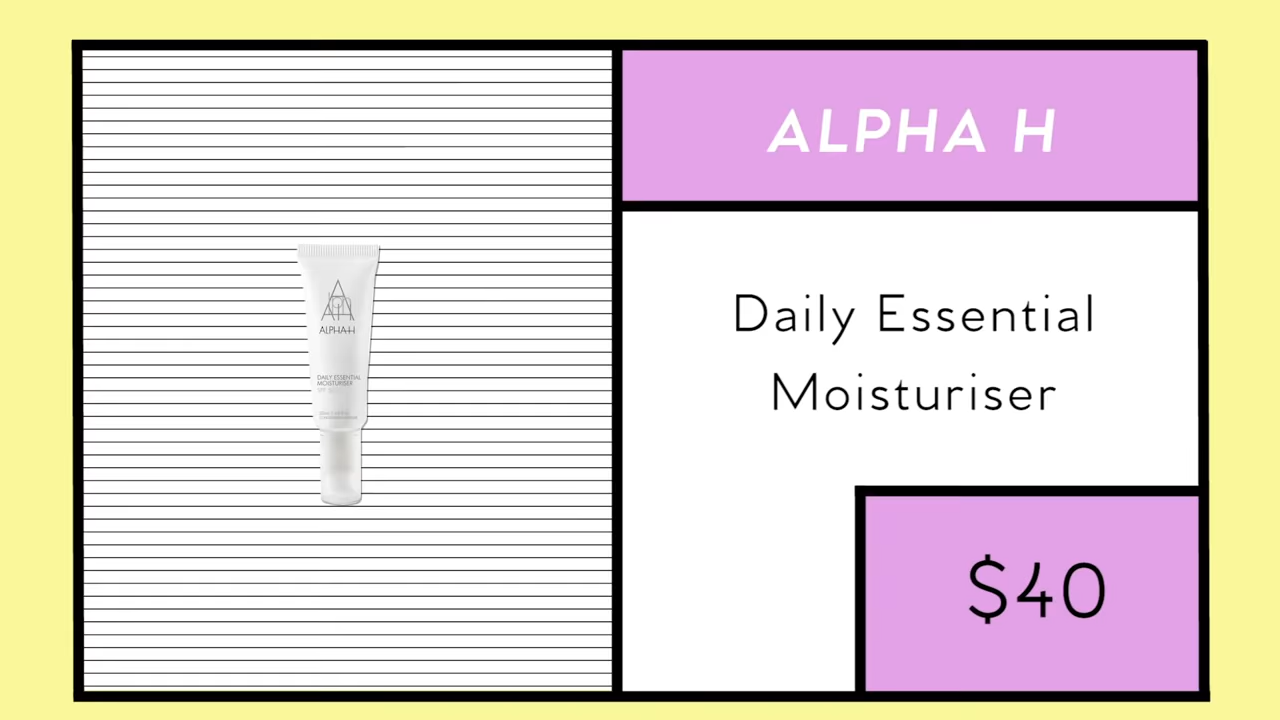 ALPHA H
Daily Essential
Moisturiser
$40
ALPHA-H
DAILY ESSENTIAL
MOISTURISER